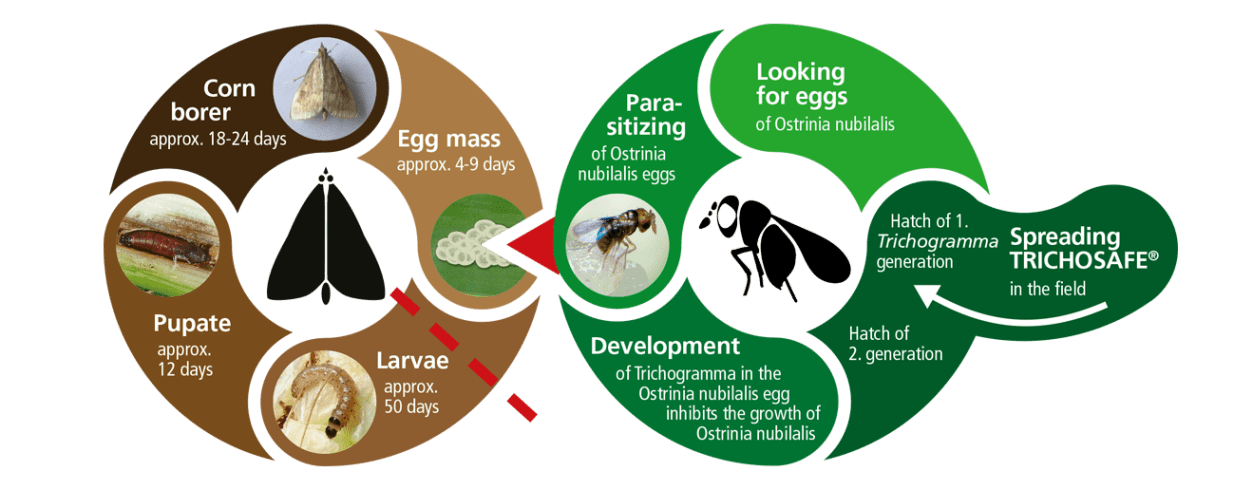 Corn
borer
approx. 18-24 days
Egg mass
approx. 4-9 days
Larvae
approx.
50 days
Pupate
approx.
12 days
Para-
sitizing
of Ostrinia
nubilalis eggs
Looking
for eggs
of Ostrinia nubilalis
Hatch of 1.
Trichogramma
generation
Spreading
TRICHOSAFE®
in the field
Hatch of
2. generation
Development
of Trichogramma in the
Ostrinia nubilalis egg
inhibits the growth of
Ostrinia nubilalis